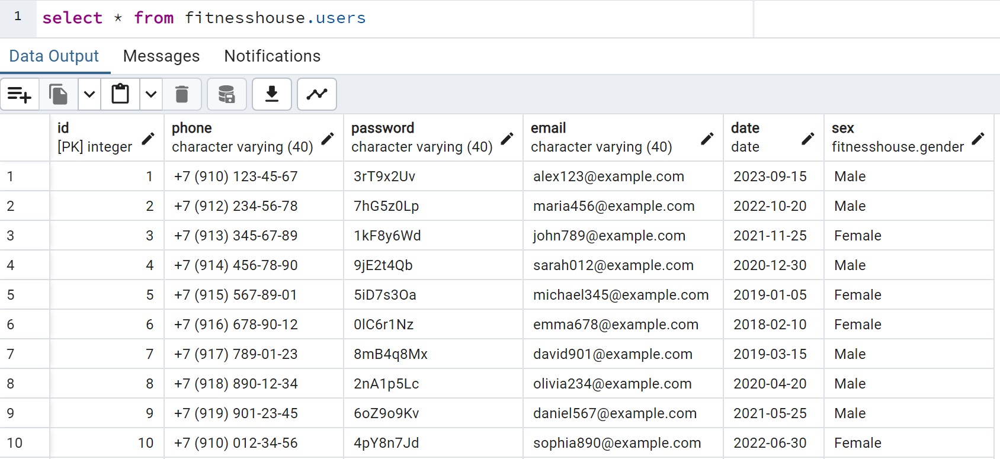 1 select * from fitnesshouse.users
Data Output Messages Notifications
id phone password email date sex
[PK] integer character varying (40) character varying (40) character varying (40) date fitnesshouse.gender
1 1 +7 (910) 123-45-67 3rT9x2Uv alex123@example.com 2023-09-15 Male
2 2 +7 (912) 234-56-78 7hG5z0Lp maria456@example.com 2022-10-20 Male
3 3 +7 (913) 345-67-89 1kF8y6Wd john789@example.com 2021-11-25 Female
4 4 +7 (914) 456-78-90 9jE2t4Qb sarah012@example.com 2020-12-30 Male
5 5 +7 (915) 567-89-01 5iD7s3Oa michael345@example.com 2019-01-05 Female
6 6 +7 (916) 678-90-12 0lC6r1Nz emma678@example.com 2018-02-10 Female
7 7 +7 (917) 789-01-23 8mB4q8Mx david901@example.com 2019-03-15 Male
8 8 +7 (918) 890-12-34 2nA1p5Lc olivia234@example.com 2020-04-20 Male
9 9 +7 (919) 901-23-45 6oZ9o9Kv daniel567@example.com 2021-05-25 Male
10 10 +7 (910) 012-34-56 4pY8n7Jd sophia890@example.com 2022-06-30 Female